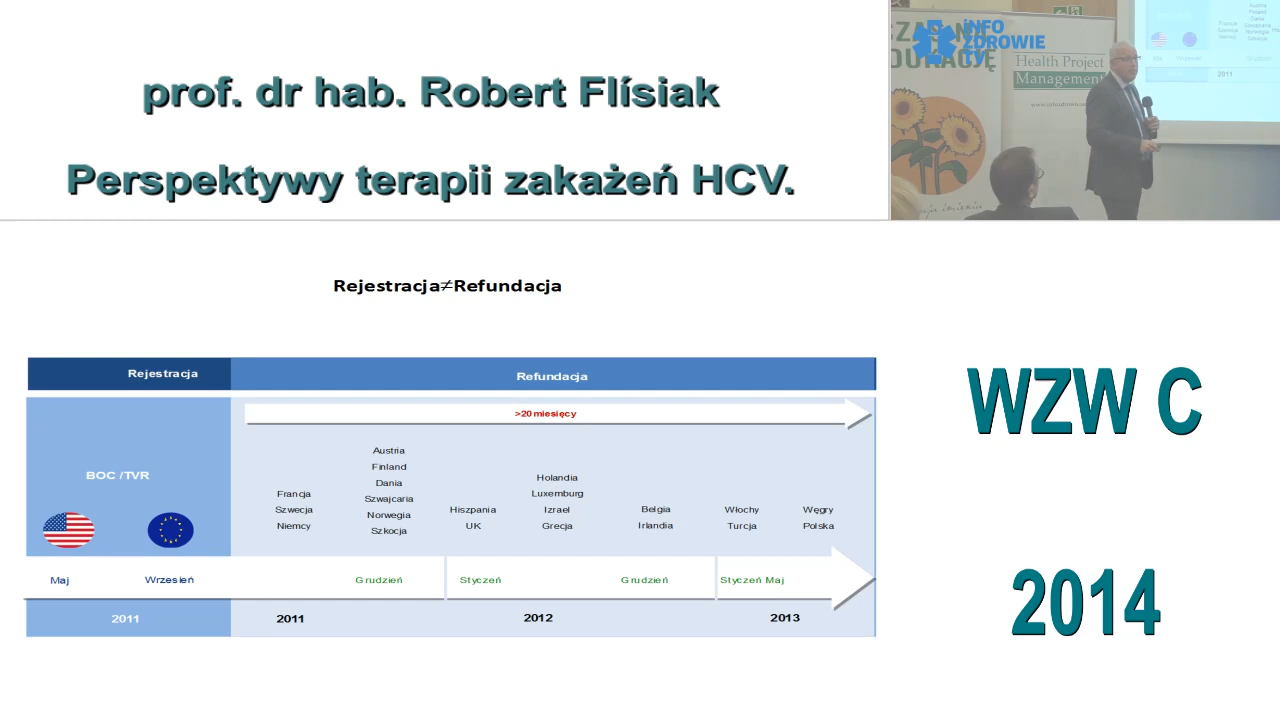 prof. dr hab. Robert Flísiak
Perspektywy terapii zakażeń HCV.
iNFO
ZDROWIE
TV
Health Project
Management
2011
Rejestracja≠Refundacja
Rejestracja
Refundacja
>20 miesięcy
BOC /TVR
Francja
Szwecja
Niemcy
Austria
Finland
Dania
Szwajcaria
Norwegia
Szkocja
Hiszpania
UK
Holandia
Luxemburg
Izrael
Grecja
Belgia
Irlandia
Włochy
Turcja
Węgry
Polska
Maj
Wrzesień
Grudzień
Styczeń
Grudzień
Styczeń Maj
2011
2011
2012
2013
WZW C
2014